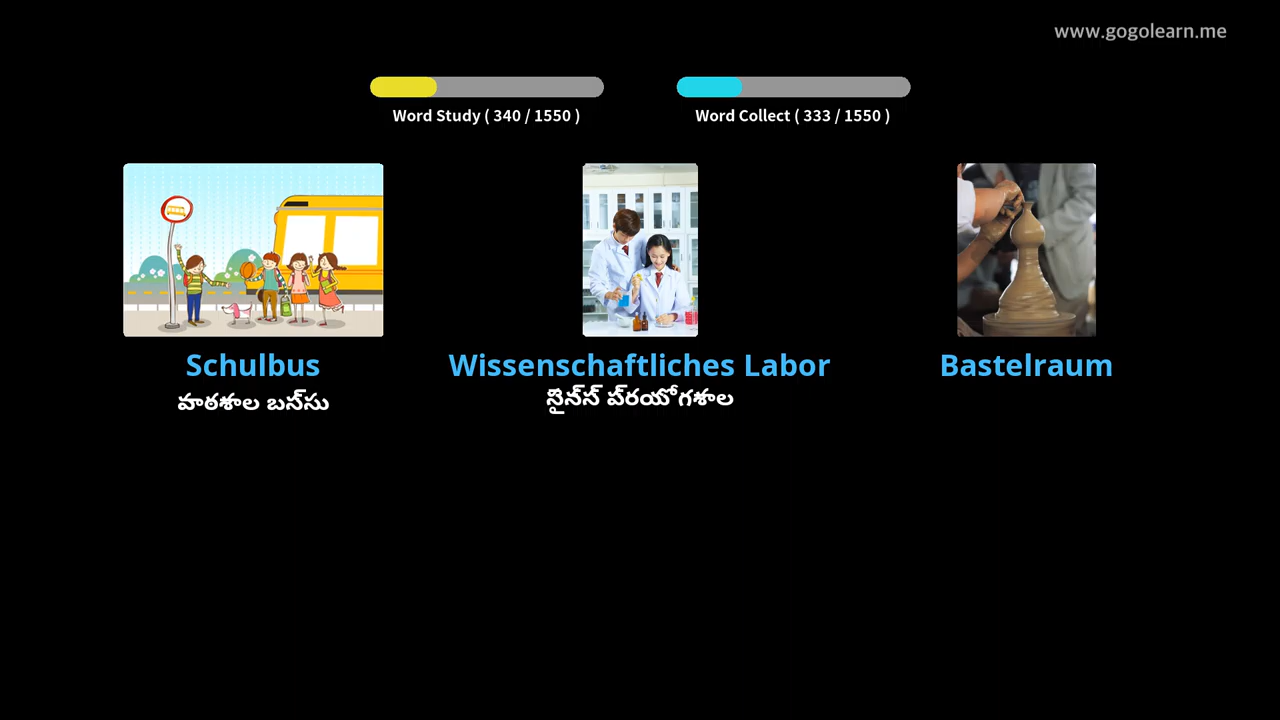 www.gogolearn.me
Word Study ( 340 / 1550 )
Word Collect ( 333 / 1550 )
Schulbus
Wissenschaftliches Labor
Bastelraum
పాఠశాల బస్సు
సైన్స్ ప్రయోగశాల